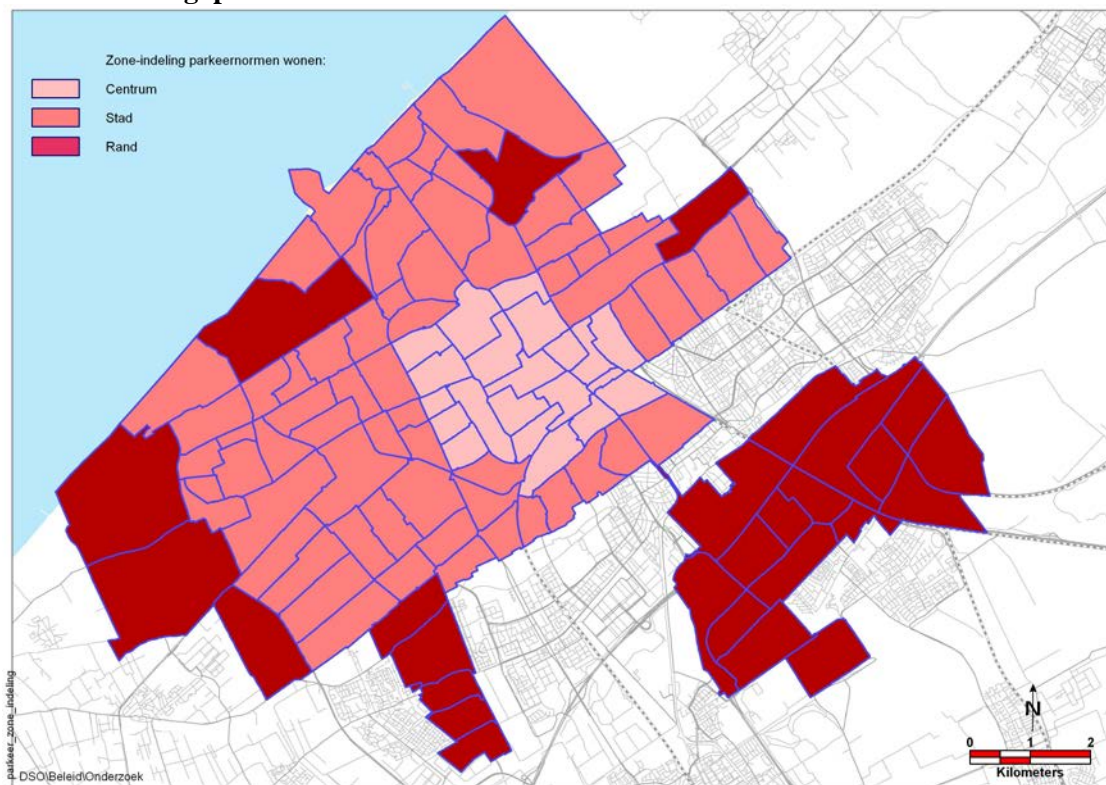 Zone-indeling parkeernormen wonen:
Centrum
Stad
Rand
parkeer_zone_indeling
DSO\Beleid\Onderzoek
N
0 1 2
Kilometers